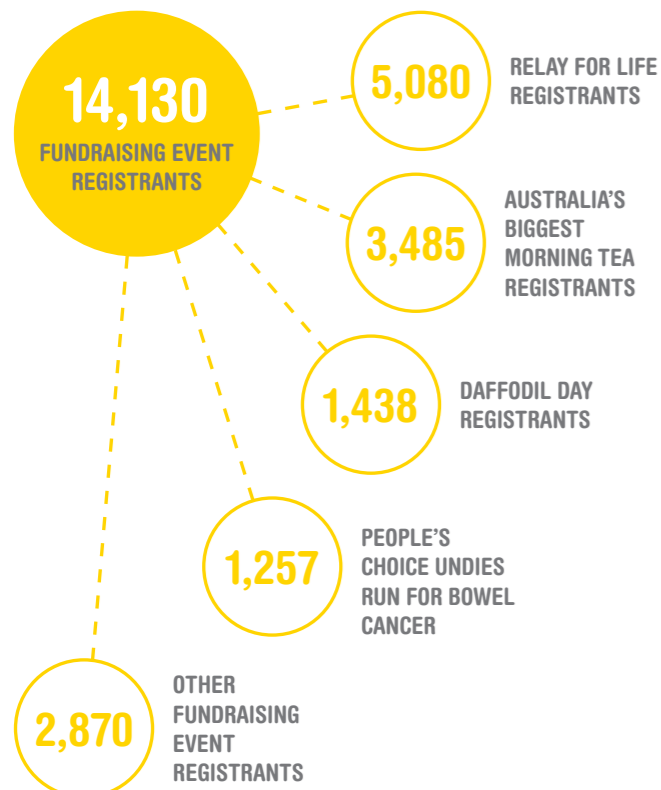 14,130
FUNDRAISING EVENT
REGISTRANTS
5,080
RELAY FOR LIFE
REGISTRANTS
3,485
AUSTRALIA'S
BIGGEST
MORNING TEA
REGISTRANTS
1,438
DAFFODIL DAY
REGISTRANTS
1,257
PEOPLE'S
CHOICE UNDIES
RUN FOR BOWEL
CANCER
2,870
OTHER
FUNDRAISING
EVENT
REGISTRANTS